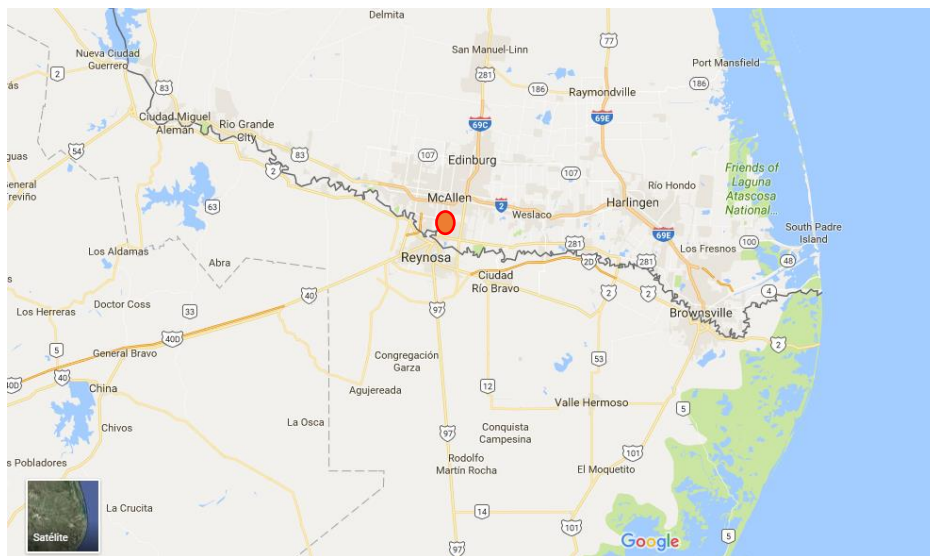 Delmita
Nueva Ciudad
Guerrero
San Manuel-Linn
77
Port Mansfield
2
281
186
186
83
Raymondville
Ciudad Miguel
Alemán
Rio Grande
City
69C
69E
54
83
107
Edinburg
107
Friends of
Laguna
Atascosa
National...
2
General
Treviño
McAllen
2
Weslaco
Río Hondo
Harlingen
63
69E
South Padre
Island
Los Aldamas
Abra
Reynosa
281
2D
281
Los Fresnos
100
48
Ciudad
Río Bravo
2
2
4
Doctor Coss
40
Brownsville
Los Herreras
33
97
40D
2
5
General Bravo
Congregación
Garza
53
40D
40
China
Agujereada
12
Valle Hermoso
5
La Osca
Chivos
97
Conquista
Campesina
101
s Pobladores
Rodolfo
Martín Rocha
El Moquetito
La Crucita
14
101
Satélite
97
Google
5